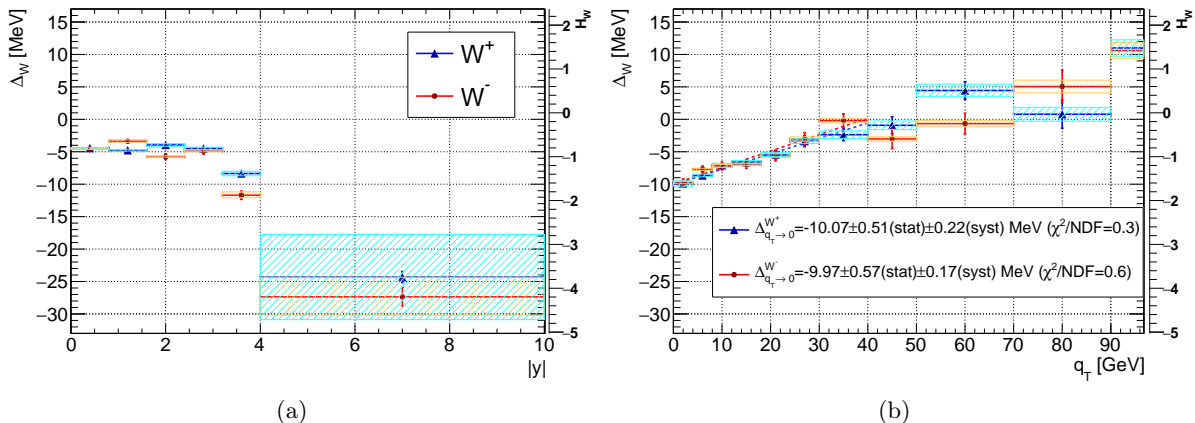 Δ_W [MeV]
15
10
5
0
−5
−10
−15
−20
−25
−30
W⁺
W⁻
2
1
0
−1
−2
−3
−4
−5
H_W
0 2 4 6 8 10
|y|
(a)
Δ_W [MeV]
15
10
5
0
−5
−10
−15
−20
−25
−30
Δ^{W⁺}_{q_T→0}=-10.07±0.51(stat)±0.22(syst) MeV (χ²/NDF=0.3)
Δ^{W⁻}_{q_T→0}=-9.97±0.57(stat)±0.17(syst) MeV (χ²/NDF=0.6)
2
1
0
−1
−2
−3
−4
−5
H_W
0 10 20 30 40 50 60 70 80 90
q_T [GeV]
(b)